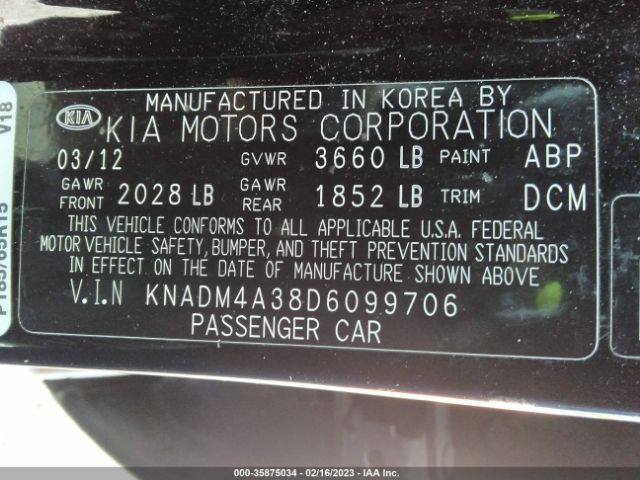 MANUFACTURED IN KOREA BY
KIA KIA MOTORS CORPORATION
03/12 GVWR 3660 LB PAINT ABP
GAWR FRONT 2028 LB GAWR REAR 1852 LB TRIM DCM
THIS VEHICLE CONFORMS TO ALL APPLICABLE U.S.A. FEDERAL
MOTOR VEHICLE SAFETY, BUMPER, AND THEFT PREVENTION STANDARDS
IN EFFECT ON THE DATE OF MANUFACTURE SHOWN ABOVE
V.I.N KNADM4A38D6099706
PASSENGER CAR
P185/65R15
V18
000-35875034 - 02/16/2023 - IAA Inc.